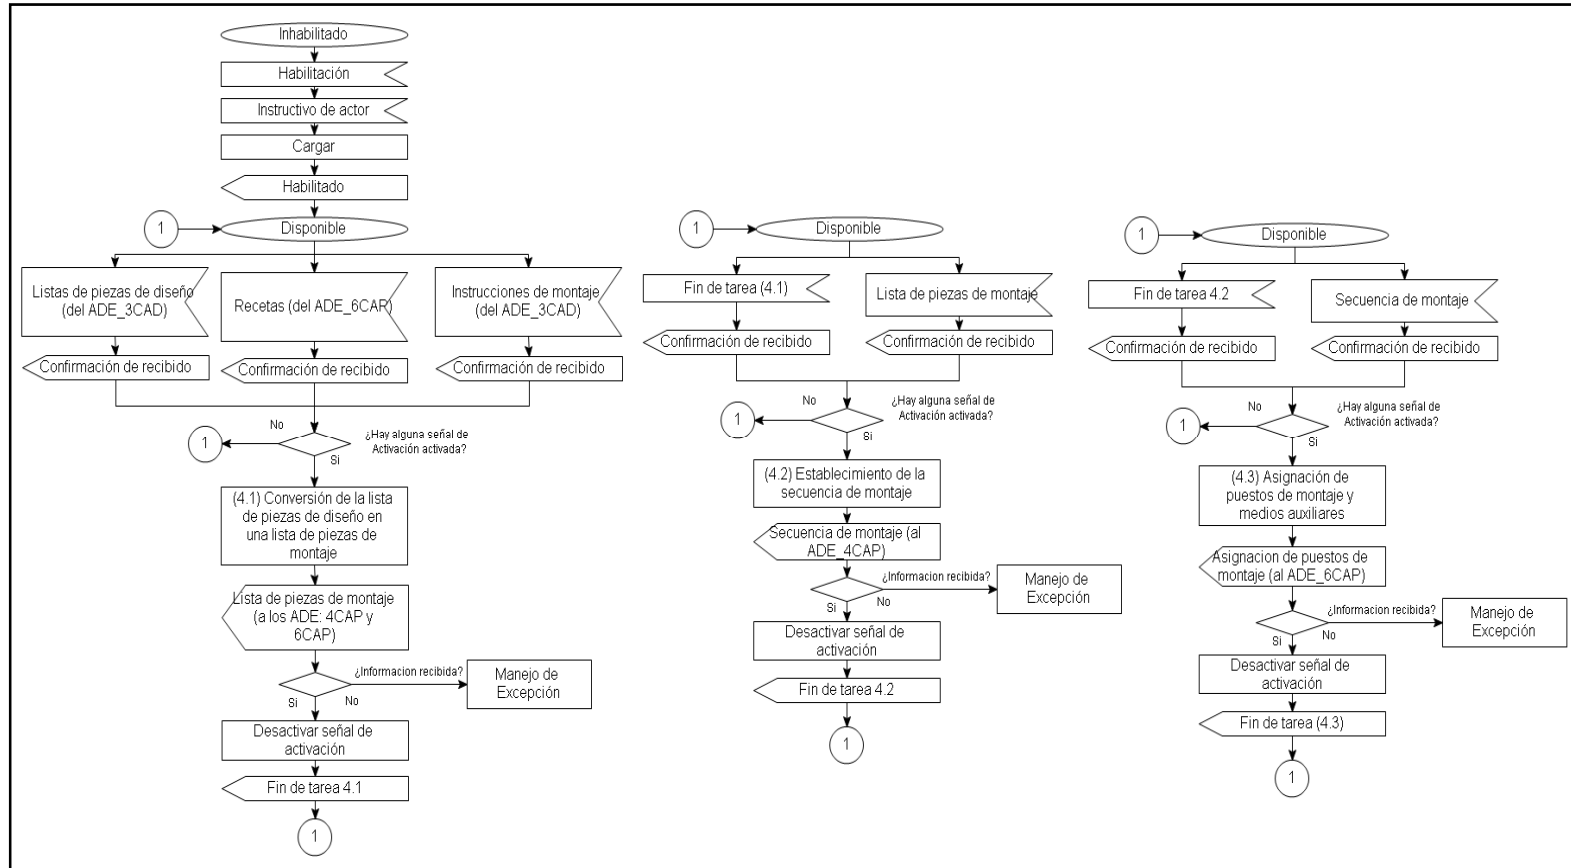 Inhabilitado
Habilitación
Instructivo de actor
Cargar
Habilitado
1
Disponible
Listas de piezas de diseño
(del ADE_3CAD)
Recetas (del ADE_6CAP)
Instrucciones de montaje
(del ADE_3CAD)
Confirmación de recibido
Confirmación de recibido
Confirmación de recibido
No
¿Hay alguna señal de
Activación activada?
1
Si
(4.1) Conversión de la lista
de piezas de diseño en
una lista de piezas de
montaje
Lista de piezas de montaje
(a los ADE: 4CAP y
6CAP)
¿Informacion recibida?
Manejo de
Excepción
Si
No
Desactivar señal de
activación
Fin de tarea 4.1
1
1
Disponible
Fin de tarea (4.1)
Lista de piezas de montaje
Confirmación de recibido
Confirmación de recibido
No
¿Hay alguna señal de
Activación activada?
1
Si
(4.2) Establecimiento de la
secuencia de montaje
Secuencia de montaje (al
ADE_4CAP)
¿Informacion recibida?
Manejo de
Excepción
Si
No
Desactivar señal de
activación
Fin de tarea 4.2
1
1
Disponible
Fin de tarea 4.2
Secuencia de montaje
Confirmación de recibido
Confirmación de recibido
No
¿Hay alguna señal de
Activación activada?
1
Si
(4.3) Asignación de
puestos de montaje y
medios auxiliares
Asignacion de puestos de
montaje (al ADE_6CAP)
¿Informacion recibida?
Manejo de
Excepción
Si
No
Desactivar señal de
activación
Fin de tarea (4.3)
1